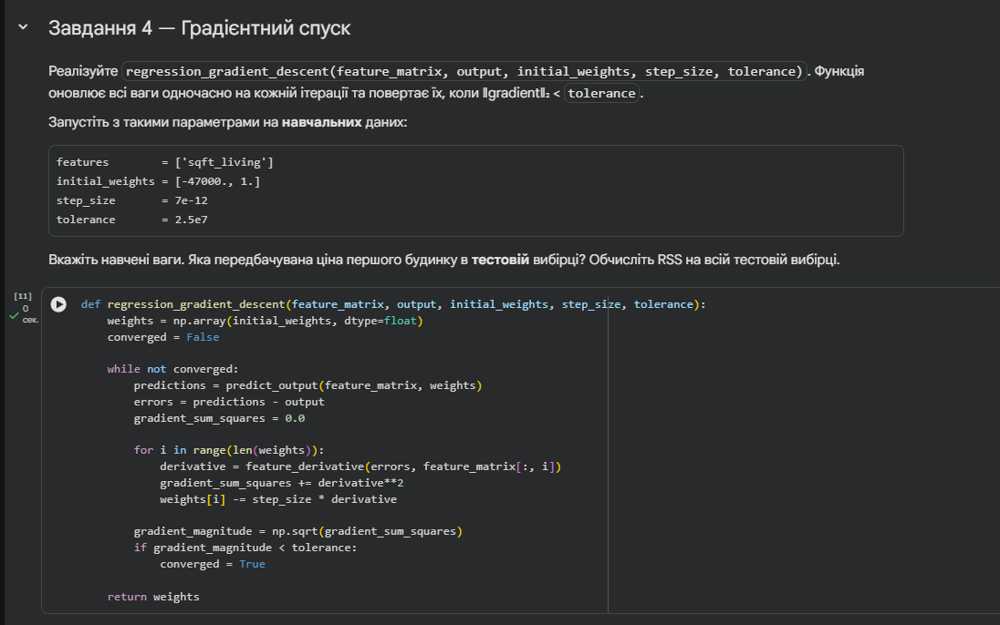 Завдання 4 — Градієнтний спуск
Реалізуйте regression_gradient_descent(feature_matrix, output, initial_weights, step_size, tolerance). Функція
оновлює всі ваги одночасно на кожній ітерації та повертає їх, коли ‖gradient‖₂ < tolerance.
Запустіть з такими параметрами на навчальних даних:
features        = ['sqft_living']
initial_weights = [-47000., 1.]
step_size       = 7e-12
tolerance       = 2.5e7
Вкажіть навчені ваги. Яка передбачувана ціна першого будинку в тестовій вибірці? Обчисліть RSS на всій тестовій вибірці.
[11]
0
сек.
def regression_gradient_descent(feature_matrix, output, initial_weights, step_size, tolerance):
    weights = np.array(initial_weights, dtype=float)
    converged = False
    while not converged:
        predictions = predict_output(feature_matrix, weights)
        errors = predictions - output
        gradient_sum_squares = 0.0
        for i in range(len(weights)):
            derivative = feature_derivative(errors, feature_matrix[:, i])
            gradient_sum_squares += derivative**2
            weights[i] -= step_size * derivative
        gradient_magnitude = np.sqrt(gradient_sum_squares)
        if gradient_magnitude < tolerance:
            converged = True
    return weights